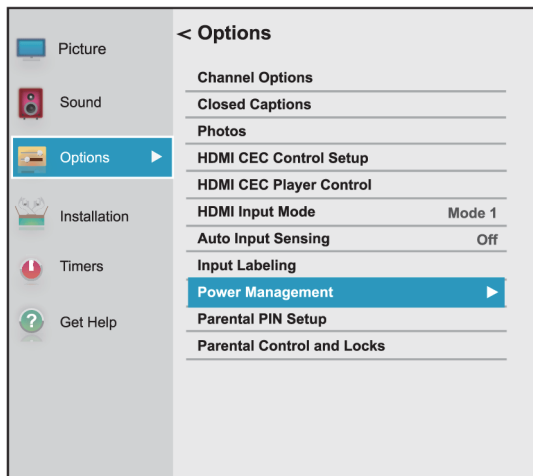 Picture
Sound
Options
Installation
Timers
Get Help
< Options
Channel Options
Closed Captions
Photos
HDMI CEC Control Setup
HDMI CEC Player Control
HDMI Input Mode Mode 1
Auto Input Sensing Off
Input Labeling
Power Management
Parental PIN Setup
Parental Control and Locks